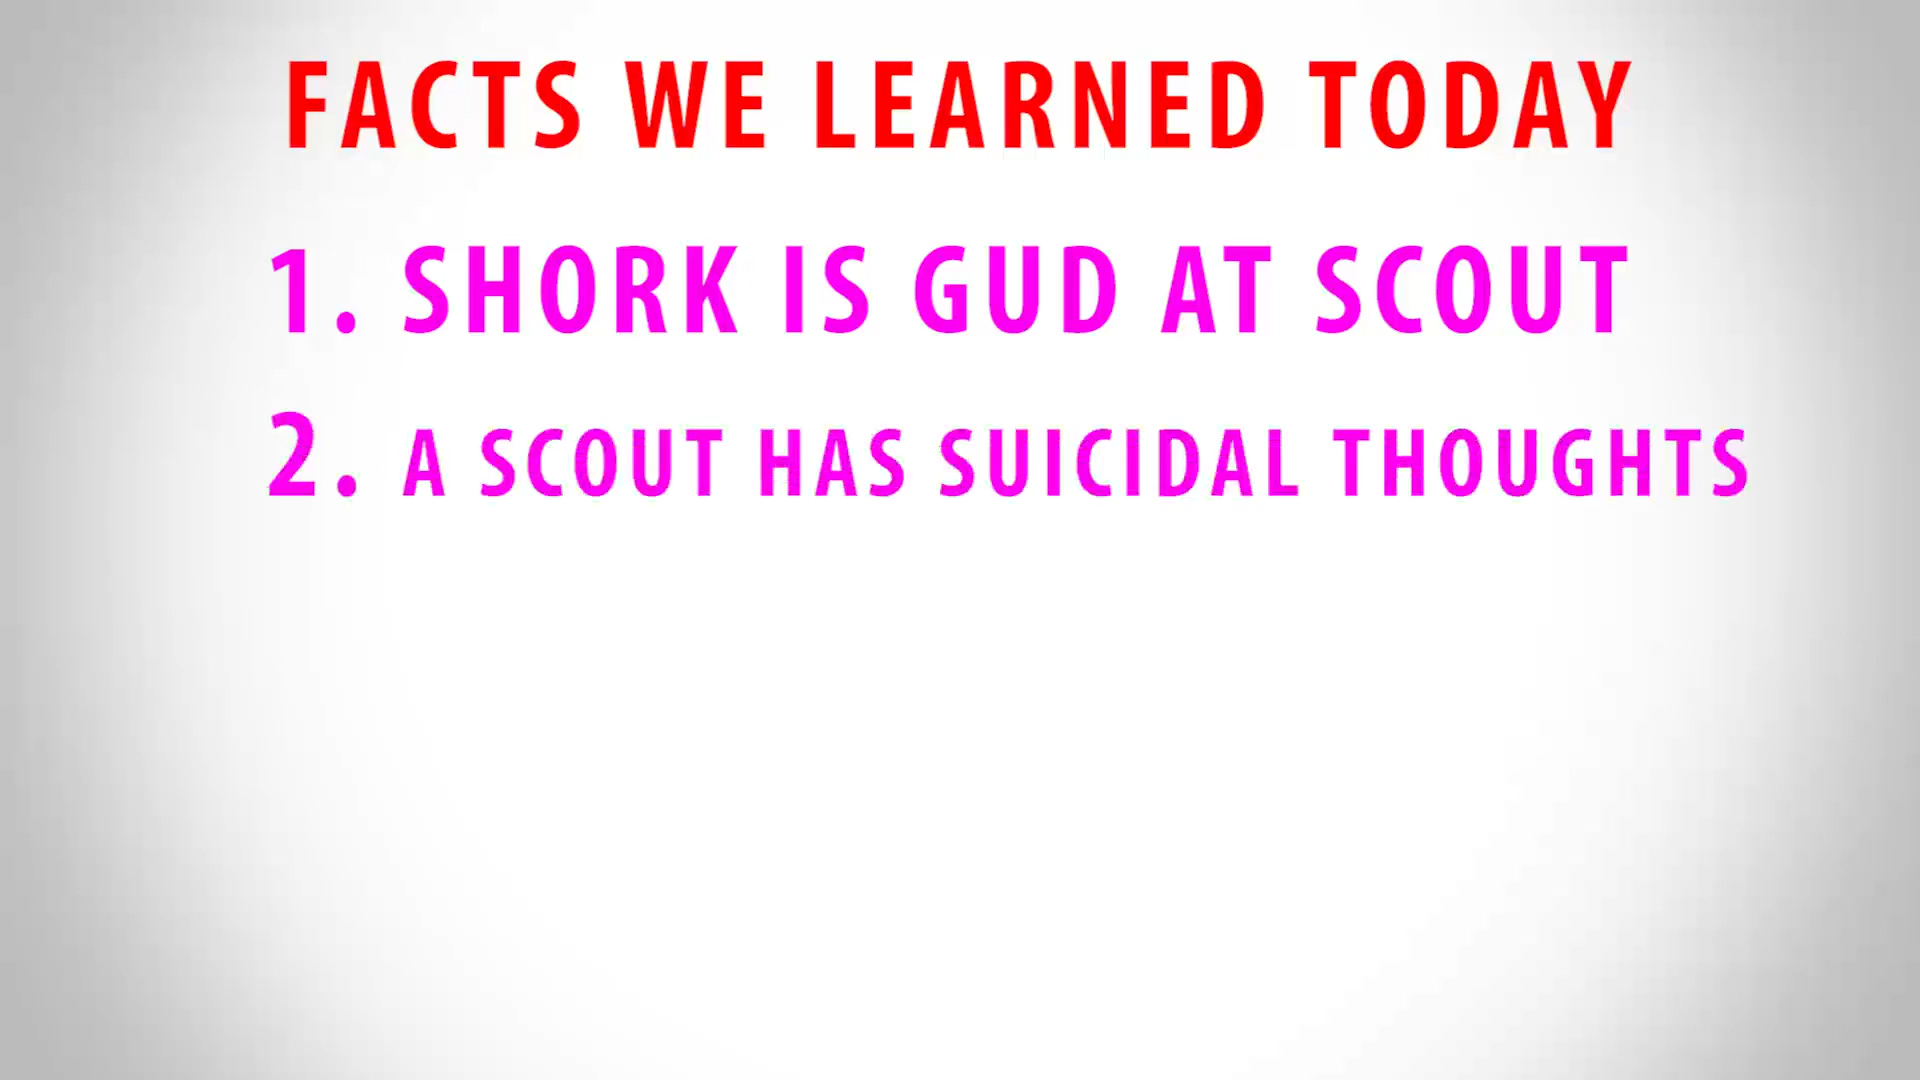 FACTS WE LEARNED TODAY
1. SHORK IS GUD AT SCOUT
2. A SCOUT HAS SUICIDAL THOUGHTS